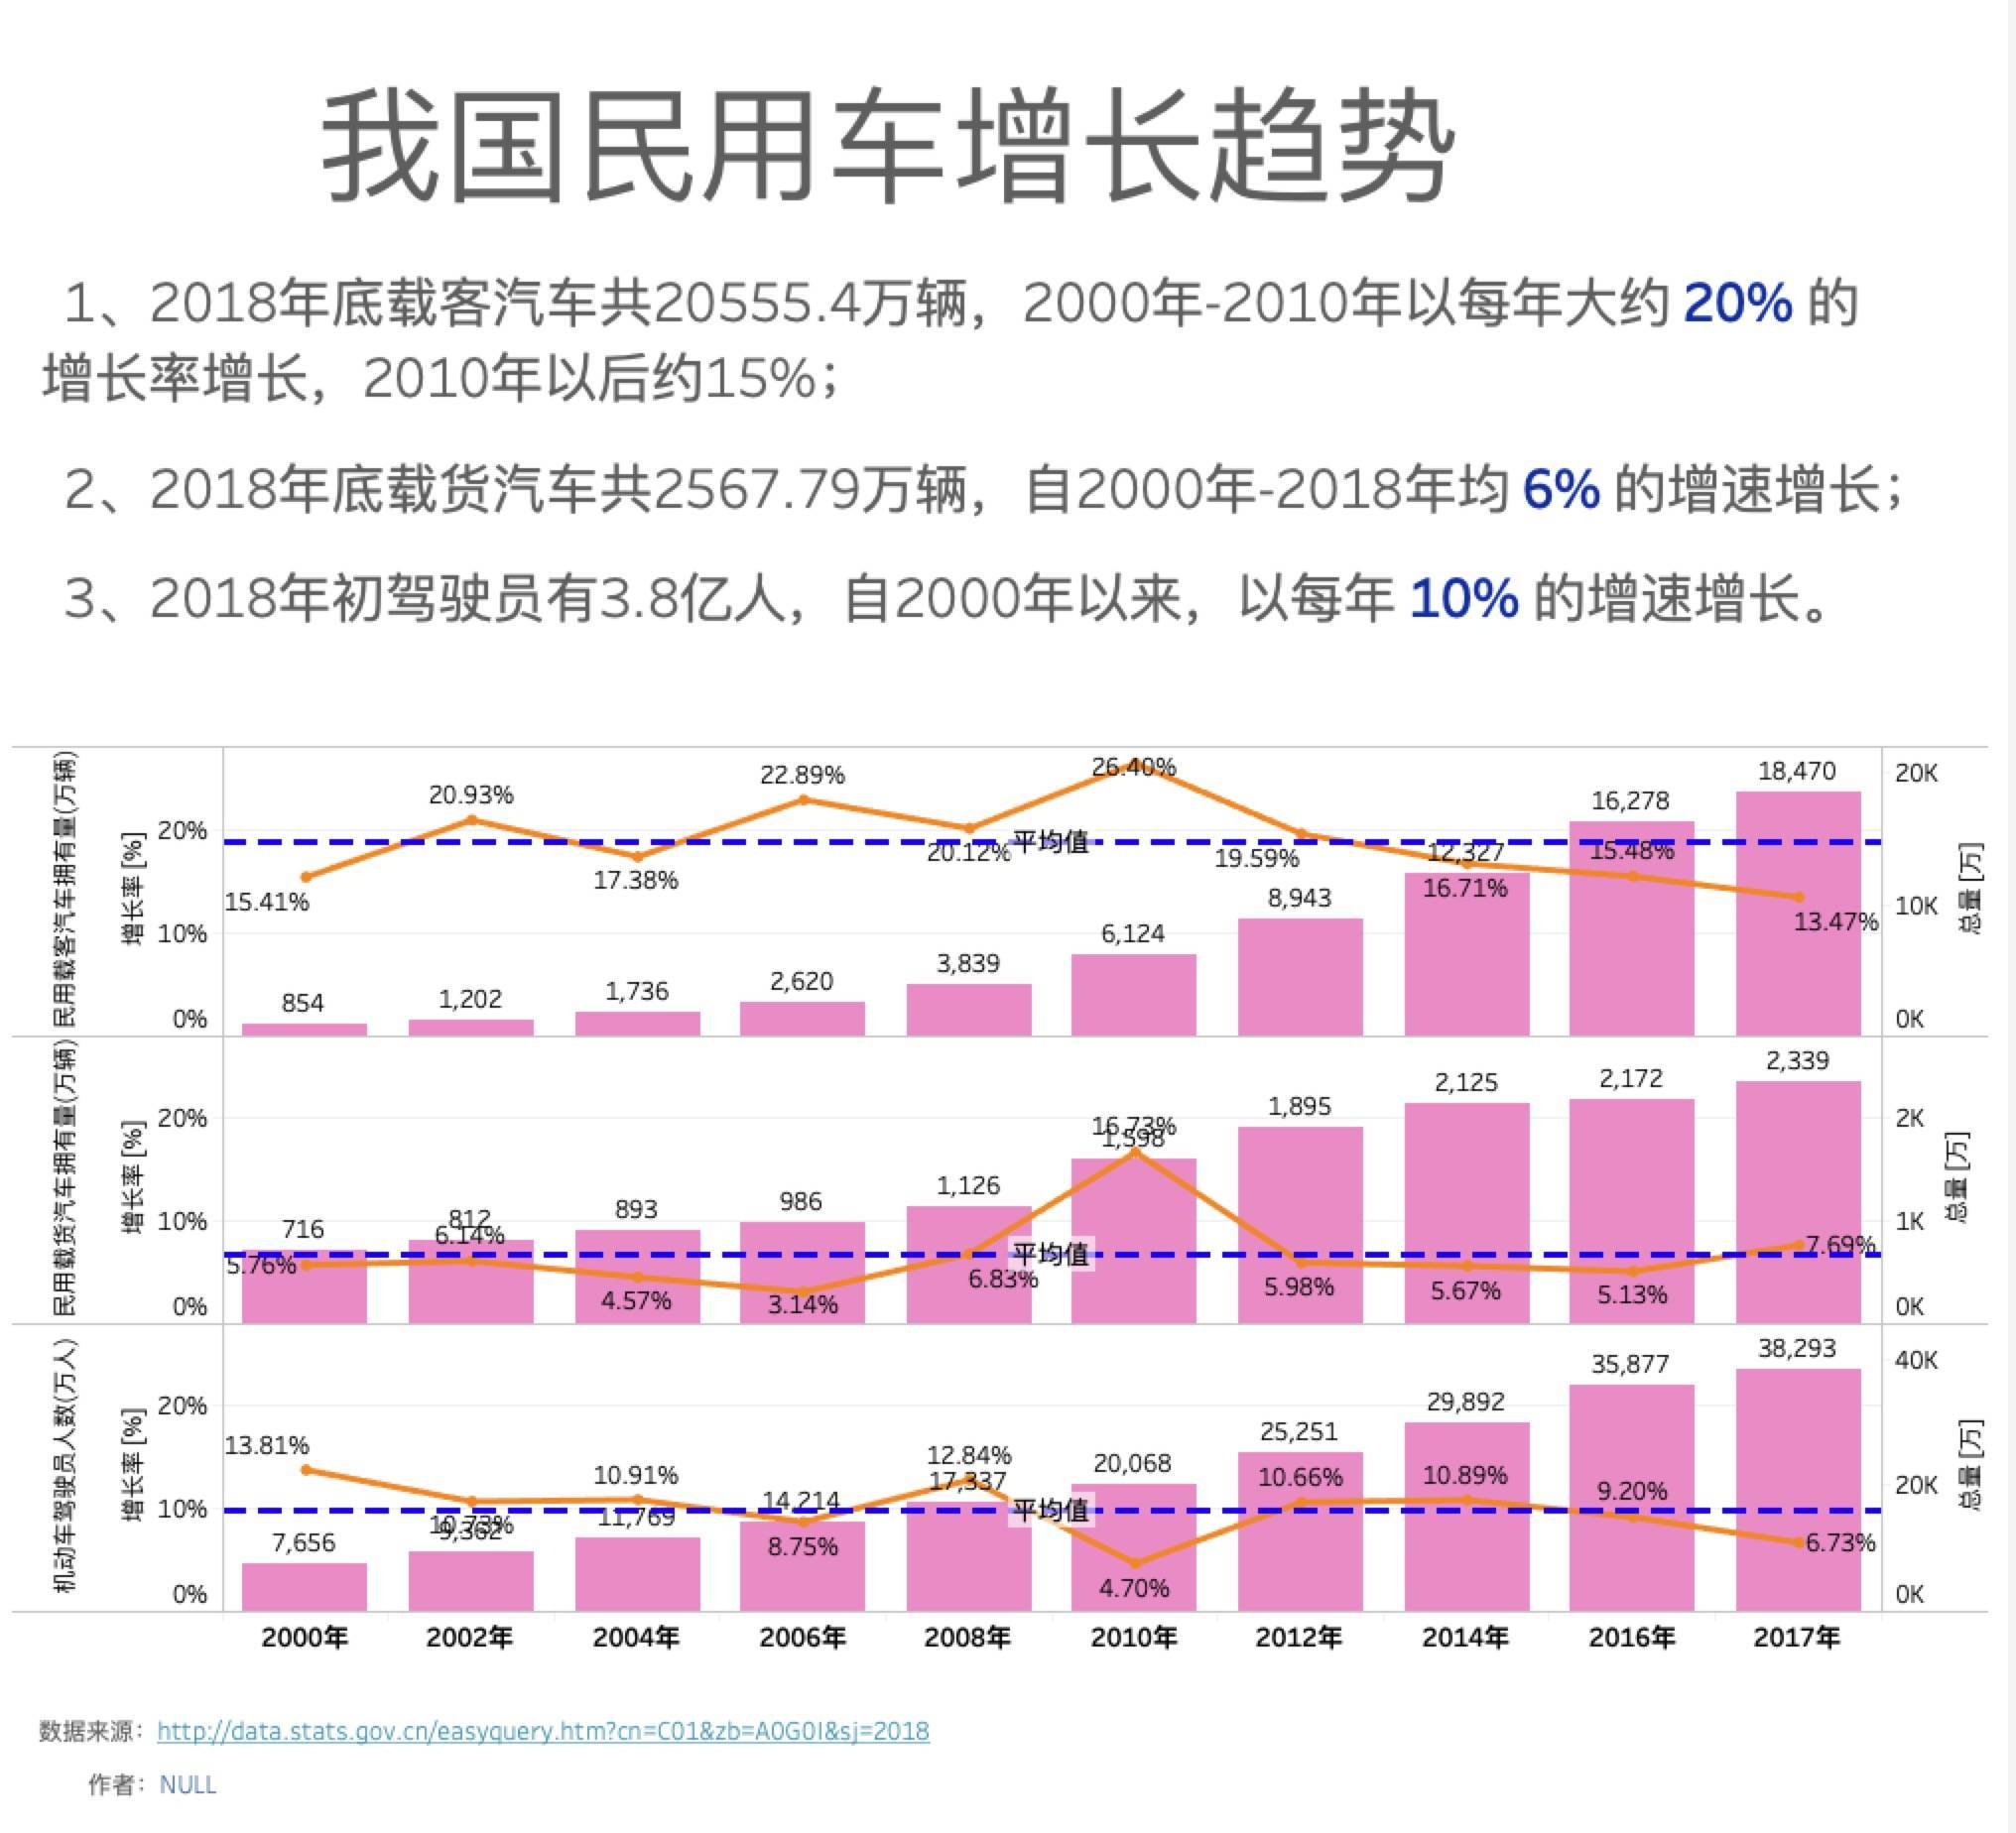 我国民用车增长趋势
1、2018年底载客汽车共20555.4万辆，2000年-2010年以每年大约 20% 的
增长率增长，2010年以后约15%；
2、2018年底载货汽车共2567.79万辆，自2000年-2018年均 6% 的增速增长；
3、2018年初驾驶员有3.8亿人，自2000年以来，以每年 10% 的增速增长。
民用载客汽车拥有量(万辆)
增长率 [%]
20%
10%
0%
15.41%
20.93%
17.38%
22.89%
20.12%
26.40%
19.59%
16.71%
15.48%
13.47%
平均值
854
1,202
1,736
2,620
3,839
6,124
8,943
12,327
16,278
18,470
20K
10K
0K
总量 [万]
民用载货汽车拥有量(万辆)
增长率 [%]
20%
10%
0%
716
812
893
986
1,126
1,598
1,895
2,125
2,172
2,339
5.76%
6.14%
4.57%
3.14%
6.83%
16.73%
5.98%
5.67%
5.13%
7.69%
平均值
2K
1K
0K
总量 [万]
机动车驾驶员人数(万人)
增长率 [%]
20%
10%
0%
13.81%
10.73%
10.91%
8.75%
12.84%
4.70%
10.66%
10.89%
9.20%
6.73%
平均值
7,656
9,362
11,769
14,214
17,337
20,068
25,251
29,892
35,877
38,293
40K
20K
0K
总量 [万]
2000年 2002年 2004年 2006年 2008年 2010年 2012年 2014年 2016年 2017年
数据来源：http://data.stats.gov.cn/easyquery.htm?cn=C01&zb=A0G0I&sj=2018
作者：NULL